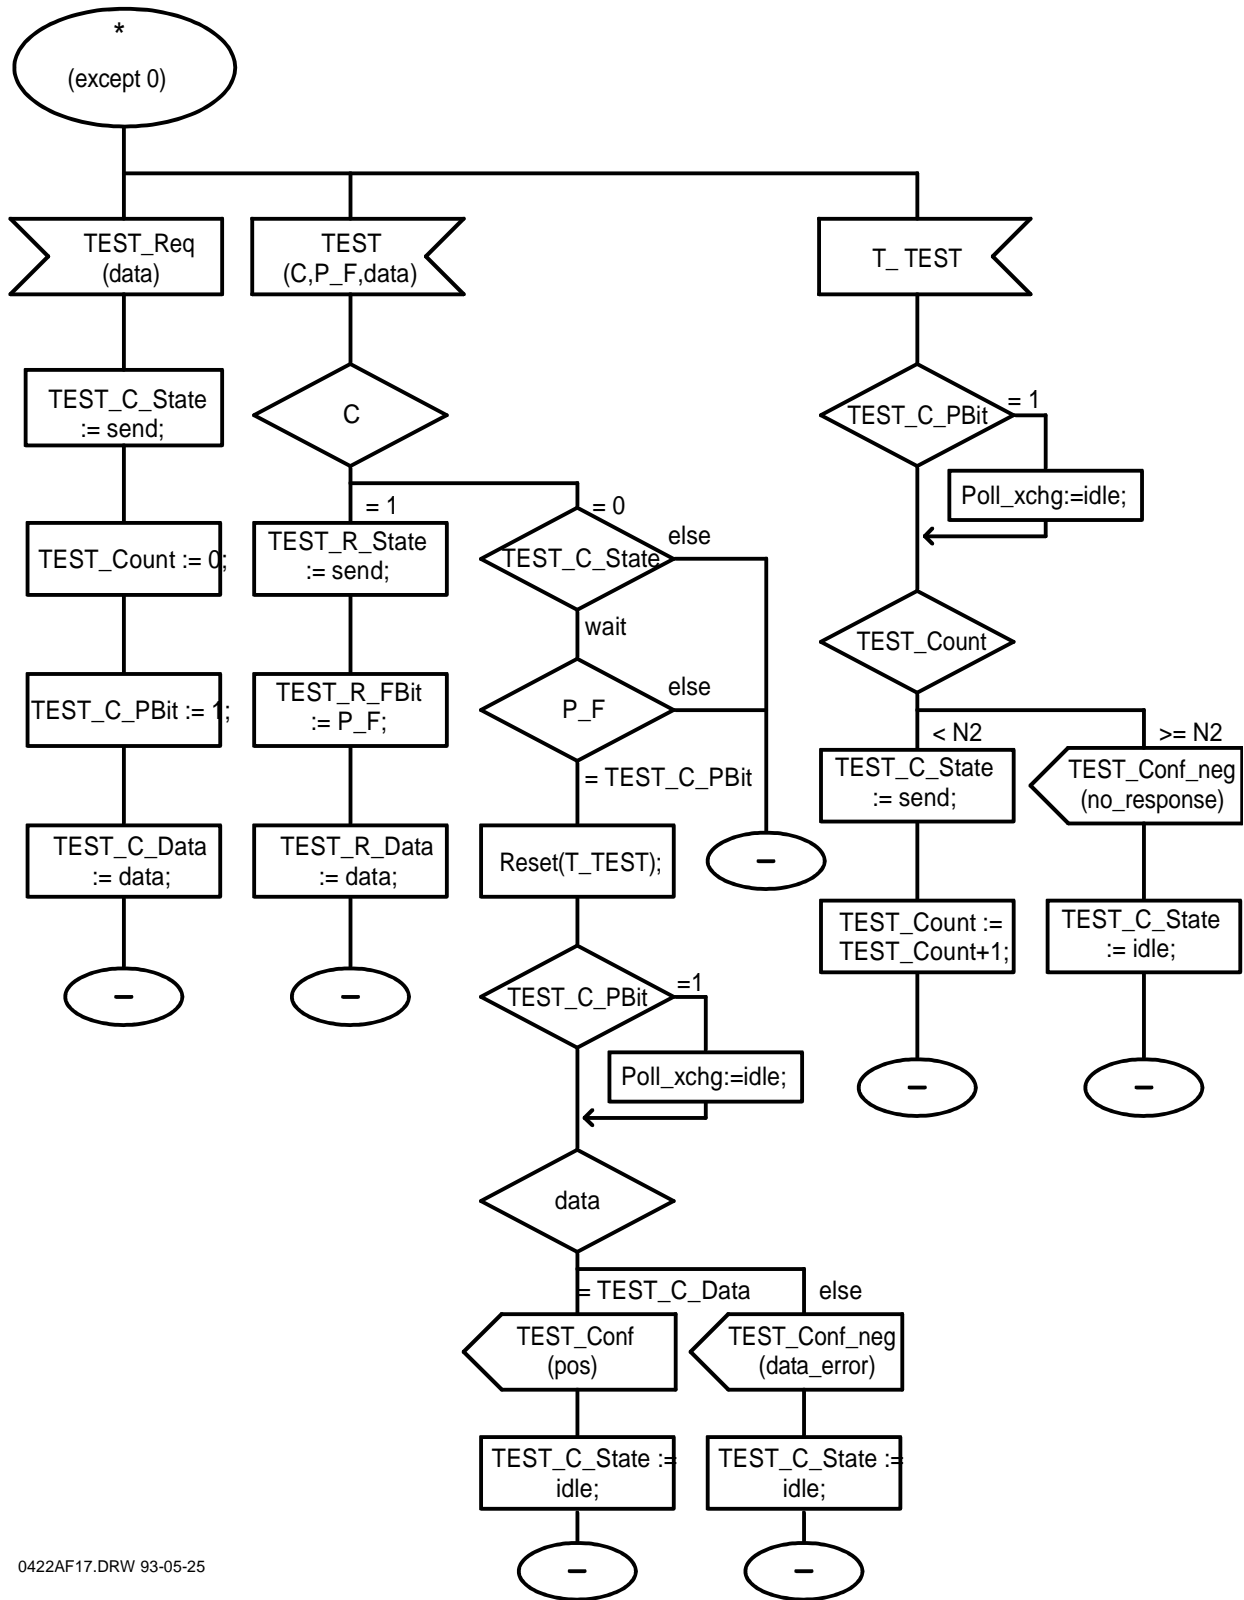 *
(except 0)
TEST_Req
(data)
TEST_C_State
:= send;
TEST_Count := 0;
TEST_C_PBit := 1;
TEST_C_Data
:= data;
–
TEST
(C,P_F,data)
C
= 1
= 0
TEST_R_State
:= send;
TEST_R_FBit
:= P_F;
TEST_R_Data
:= data;
–
TEST_C_State
else
wait
P_F
else
= TEST_C_PBit
–
Reset(T_TEST);
TEST_C_PBit
=1
Poll_xchg:=idle;
data
= TEST_C_Data
else
TEST_Conf
(pos)
TEST_C_State :=
idle;
–
TEST_Conf_neg
(data_error)
TEST_C_State :=
idle;
–
T_ TEST
TEST_C_PBit
= 1
Poll_xchg:=idle;
TEST_Count
< N2
>= N2
TEST_C_State
:= send;
TEST_Count :=
TEST_Count+1;
–
TEST_Conf_neg
(no_response)
TEST_C_State
:= idle;
–
0422AF17.DRW 93-05-25